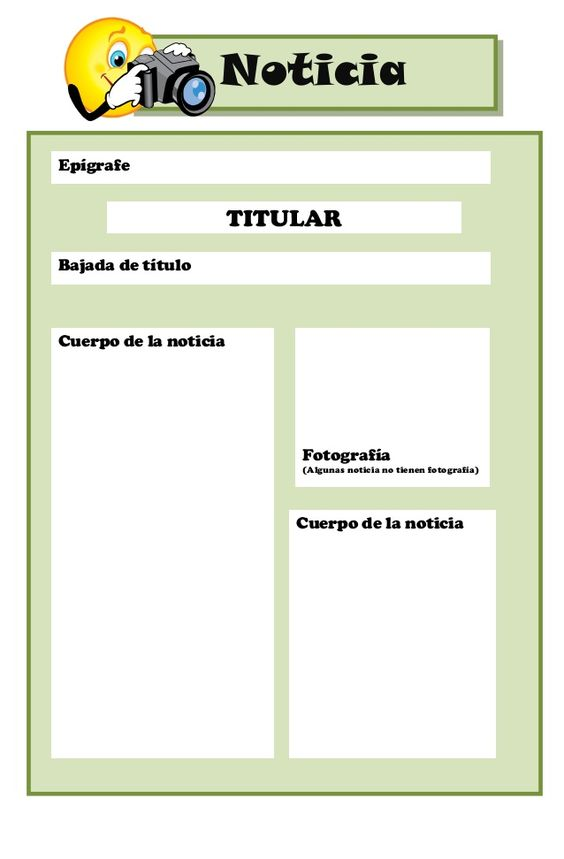 Noticia
Epígrafe
TITULAR
Bajada de título
Cuerpo de la noticia
Fotografía
(Algunas noticia no tienen fotografía)
Cuerpo de la noticia